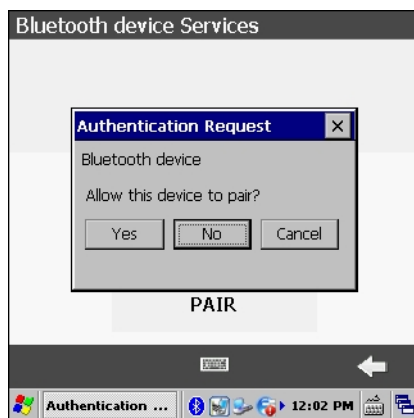 Bluetooth device Services
Authentication Request
Bluetooth device
Allow this device to pair?
Yes No Cancel
PAIR
Authentication ... 12:02 PM